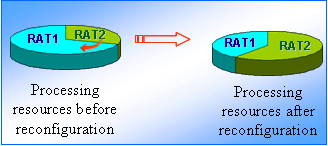 RAT1 RAT2
Processing
resources before
reconfiguration
RAT1 RAT2
Processing
resources after
reconfiguration